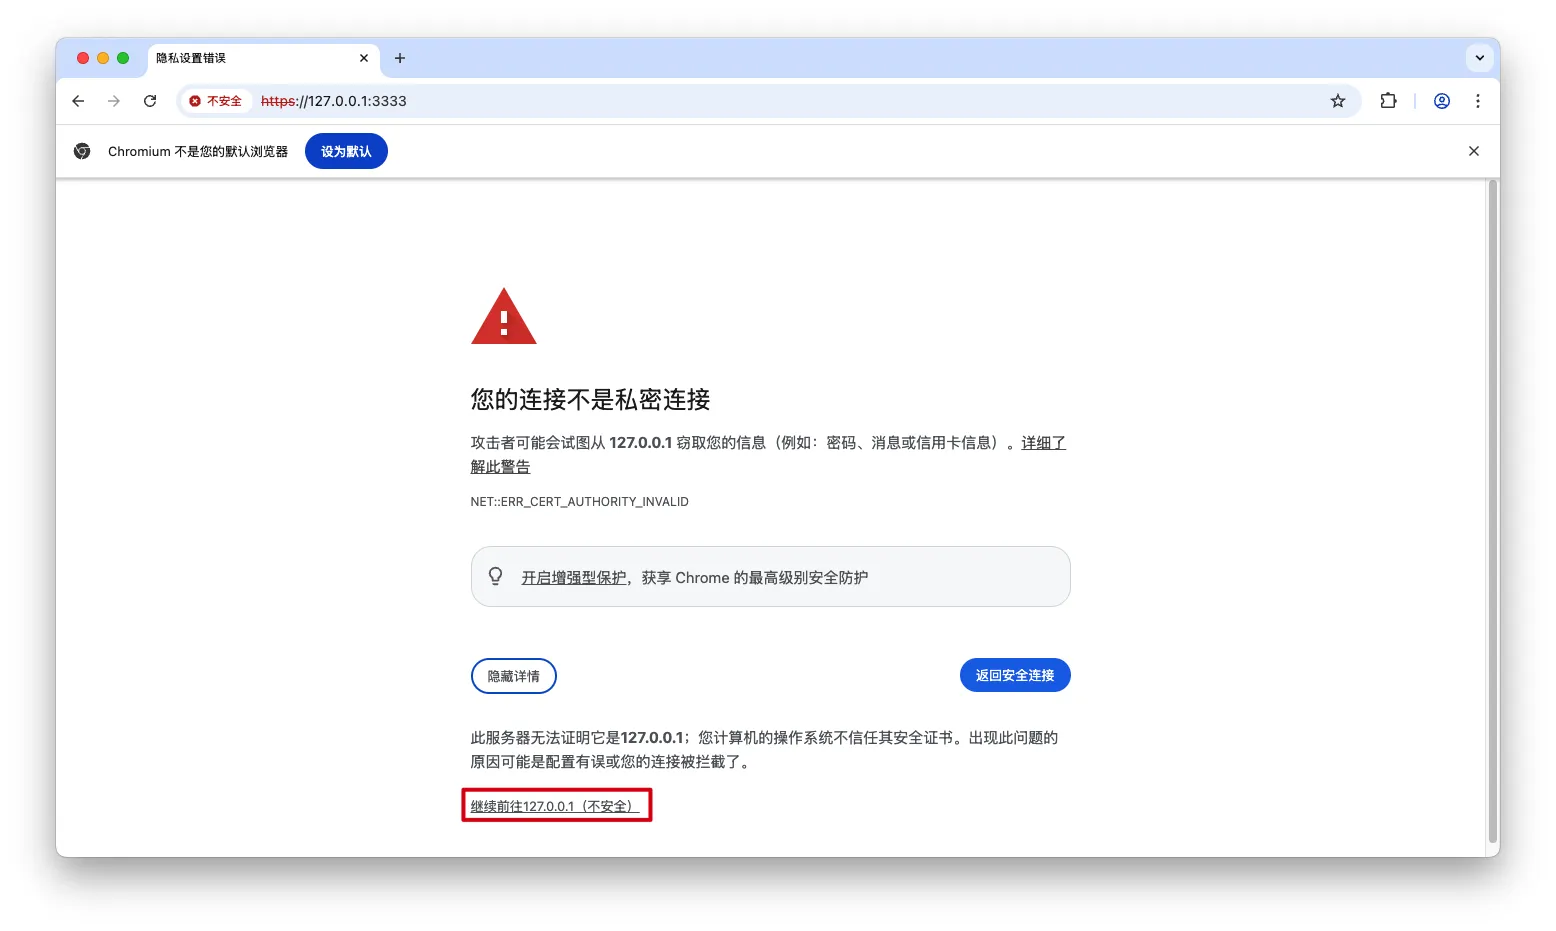 隐私设置错误
不安全 https://127.0.0.1:3333
Chromium 不是您的默认浏览器 设为默认
您的连接不是私密连接
攻击者可能会试图从 127.0.0.1 窃取您的信息（例如：密码、消息或信用卡信息）。详细了
解此警告
NET::ERR_CERT_AUTHORITY_INVALID
开启增强型保护，获享 Chrome 的最高级别安全防护
隐藏详情 返回安全连接
此服务器无法证明它是127.0.0.1；您计算机的操作系统不信任其安全证书。出现此问题的
原因可能是配置有误或您的连接被拦截了。
继续前往127.0.0.1（不安全）